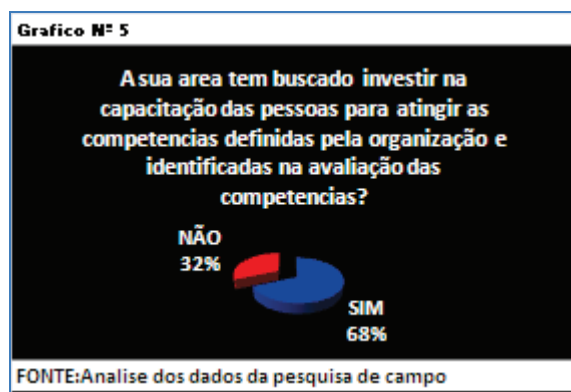 Grafico Nº 5
A sua area tem buscado investir na
capacitação das pessoas para atingir as
competencias definidas pela organização e
identificadas na avaliação das
competencias?
NÃO
32%
SIM
68%
FONTE:Analise dos dados da pesquisa de campo